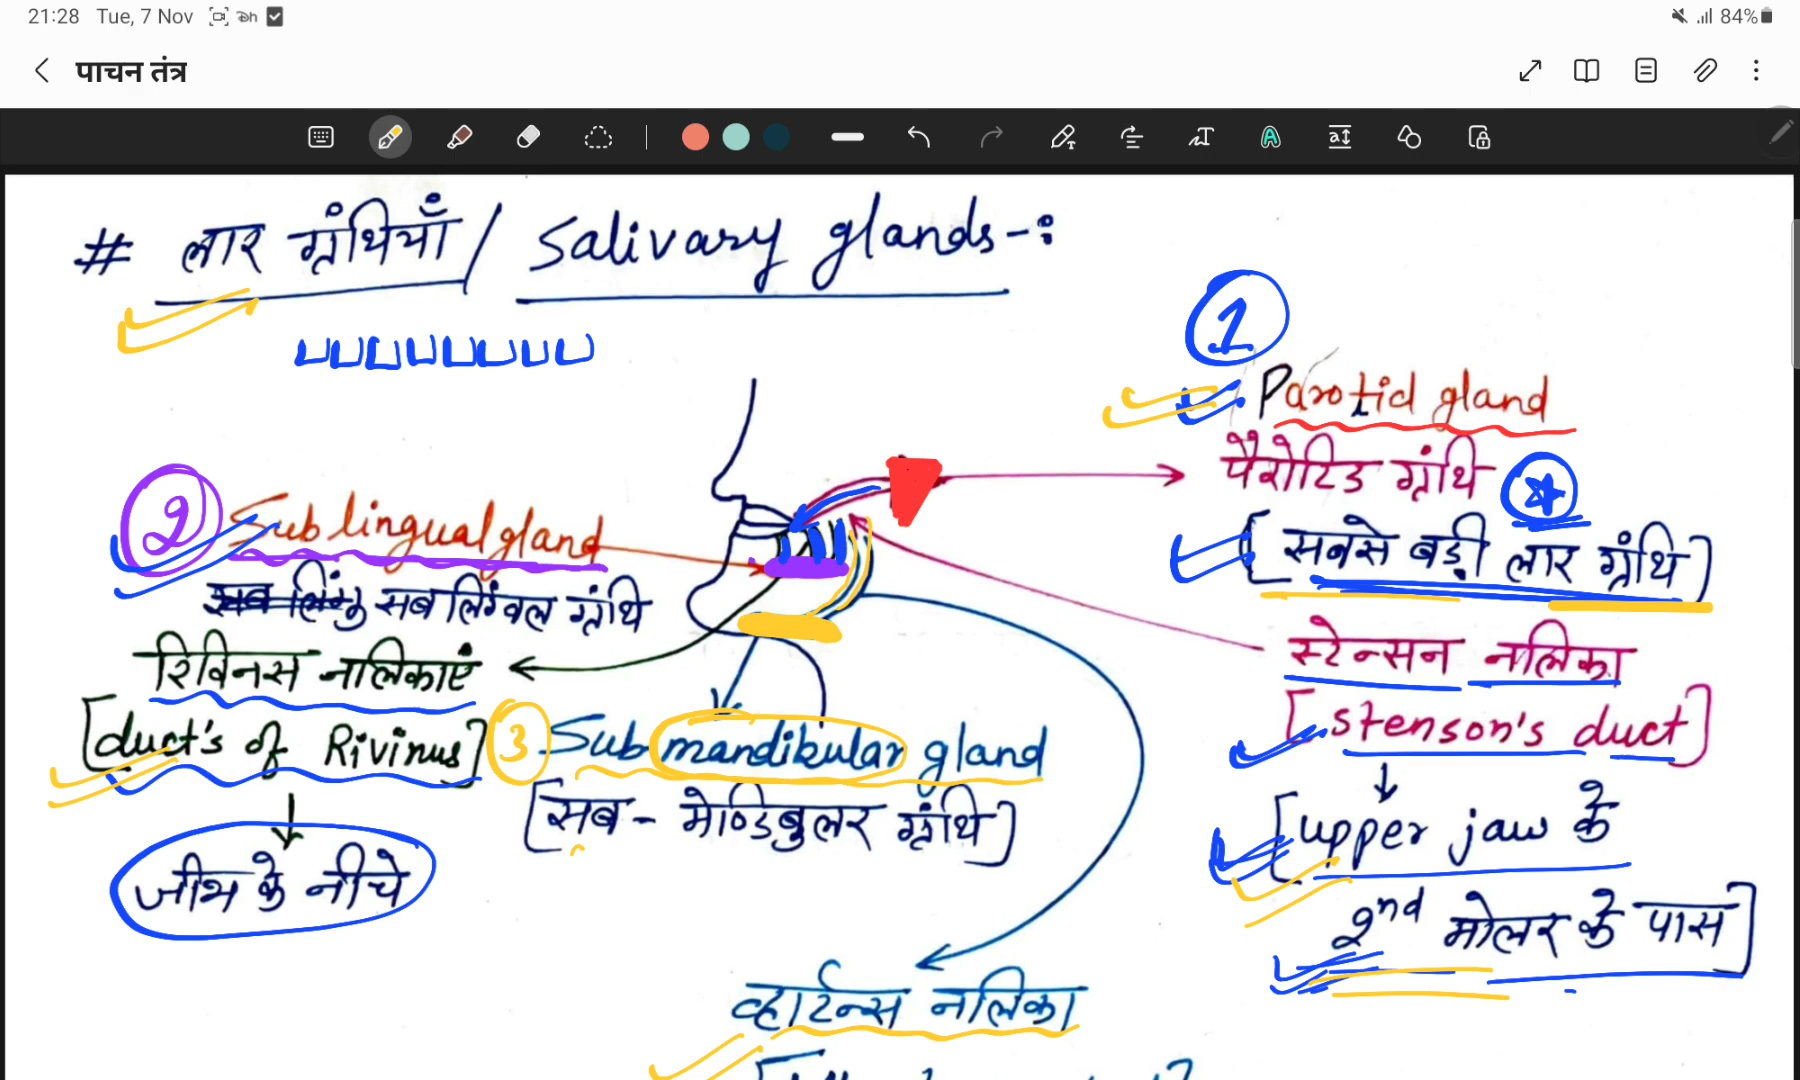 21:28 Tue, 7 Nov
84%
पाचन तंत्र
# लार ग्रंथियाँ / Salivary glands-:
1
Parotid gland
पैरोटिड ग्रंथि
[सबसे बड़ी लार ग्रंथि]
स्टेन्सन नलिका
[stenson's duct]
[upper jaw के
2nd मोलर के पास]
2 Sub lingual gland
सब लिंगु सबलिंग्वल ग्रंथि
रिविनस नलिकाएं
[duct's of Rivinus]
जीभ के नीचे
3 Sub mandibular gland
[सब - मेण्डिबुलर ग्रंथि]
व्हार्टन्स नलिका